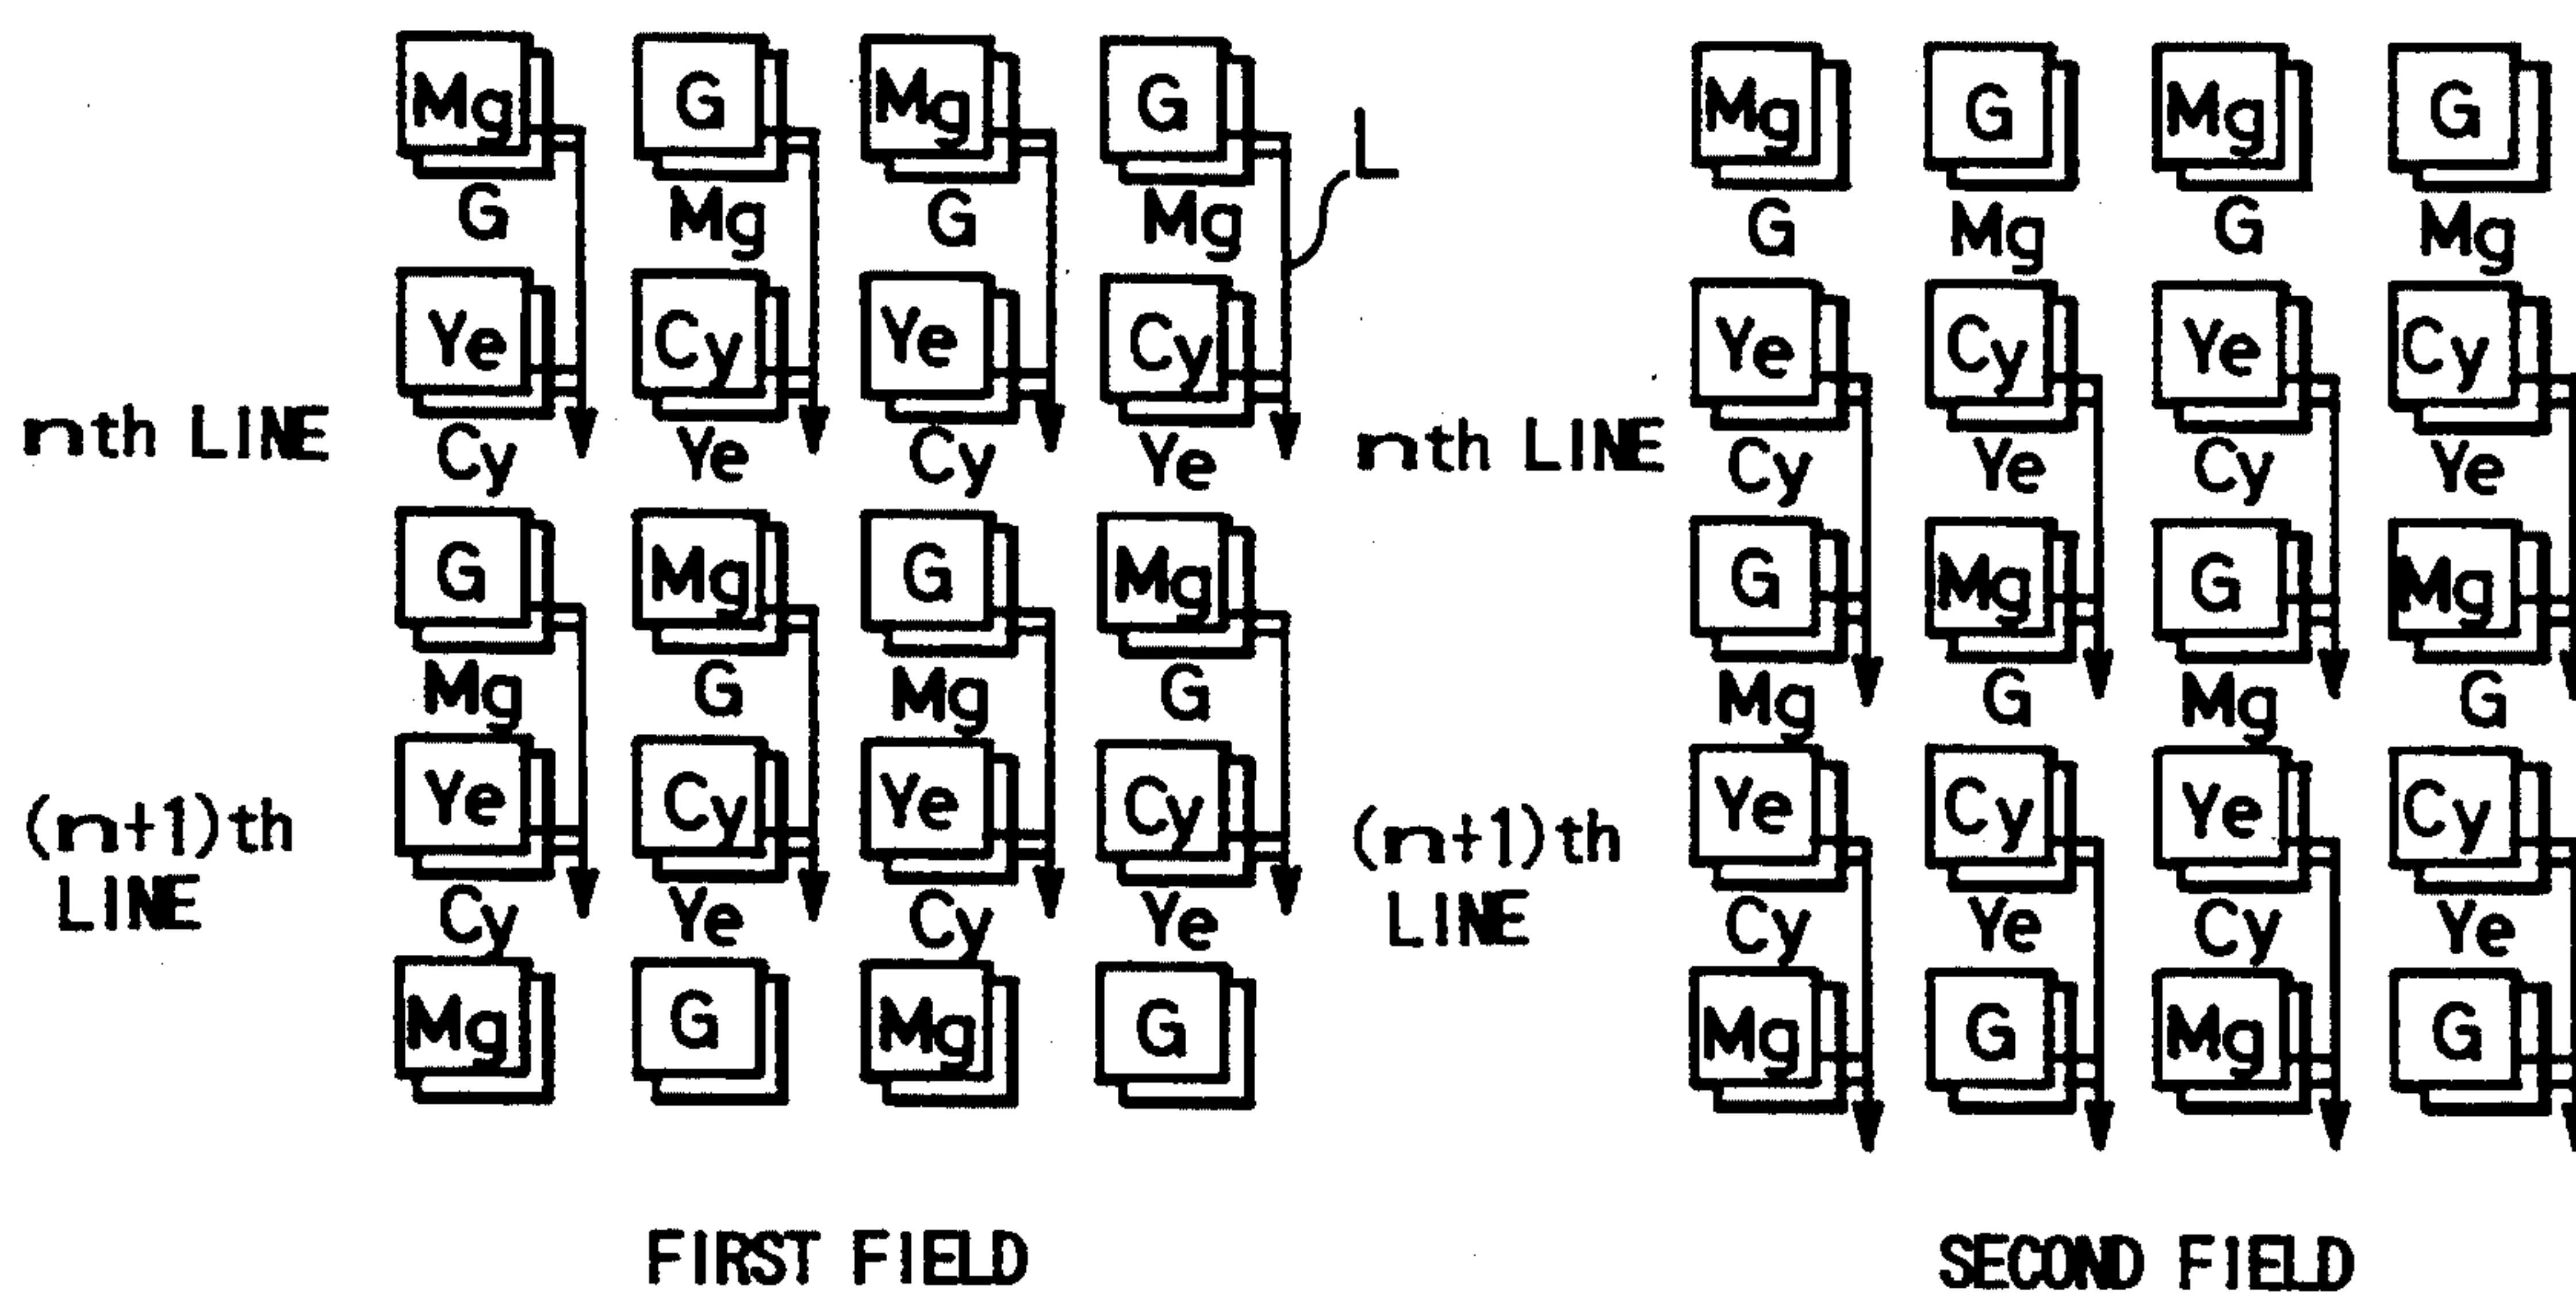 Mg G Mg G
G Mg G Mg
L
Ye Cy Ye Cy
nth LINE
Cy Ye Cy Ye
G Mg G Mg
Mg G Mg G
Ye Cy Ye Cy
(n+1)th
LINE
Cy Ye Cy Ye
Mg G Mg G
FIRST FIELD
Mg G Mg G
G Mg G Mg
Ye Cy Ye Cy
nth LINE
Cy Ye Cy Ye
G Mg G Mg
Mg G Mg G
Ye Cy Ye Cy
(n+1)th
LINE
Cy Ye Cy Ye
Mg G Mg G
SECOND FIELD